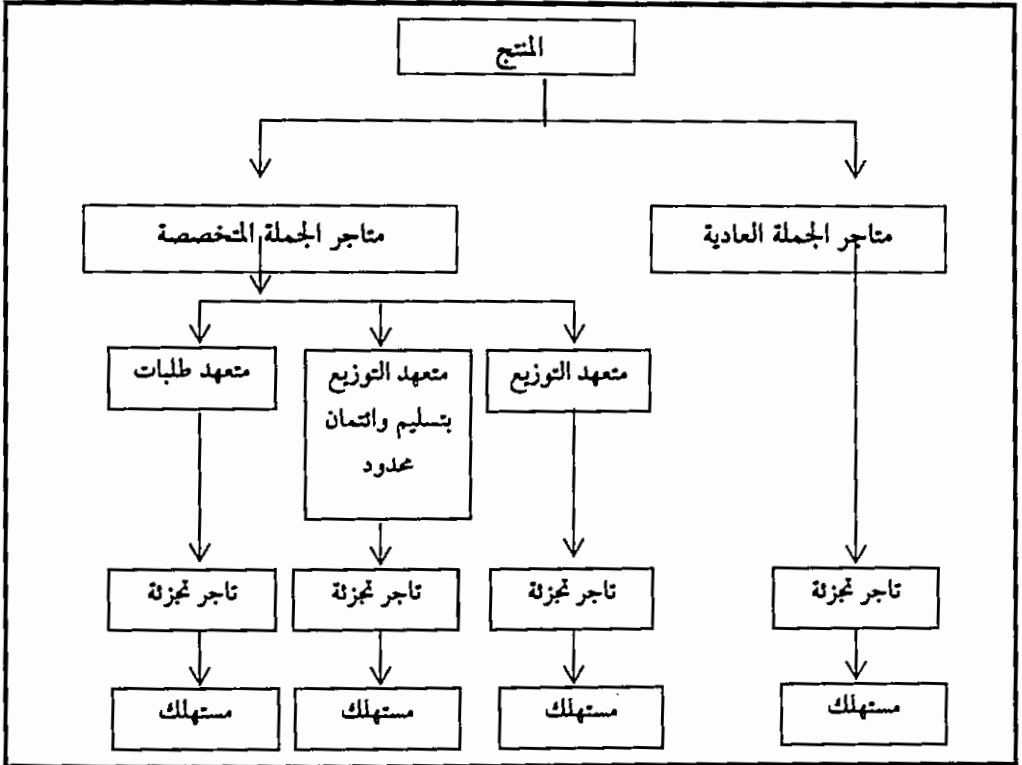 المنتج
متاجر الجملة العادية
متاجر الجملة المتخصصة
متعهد التوزيع
متعهد التوزيع
بتسليم وائتمان
محدود
متعهد طلبات
تاجر تجزئة
تاجر تجزئة
تاجر تجزئة
تاجر تجزئة
مستهلك
مستهلك
مستهلك
مستهلك